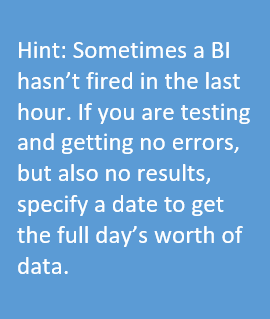 Hint: Sometimes a BI
hasn’t fired in the last
hour. If you are testing
and getting no errors,
but also no results,
specify a date to get
the full day’s worth of
data.